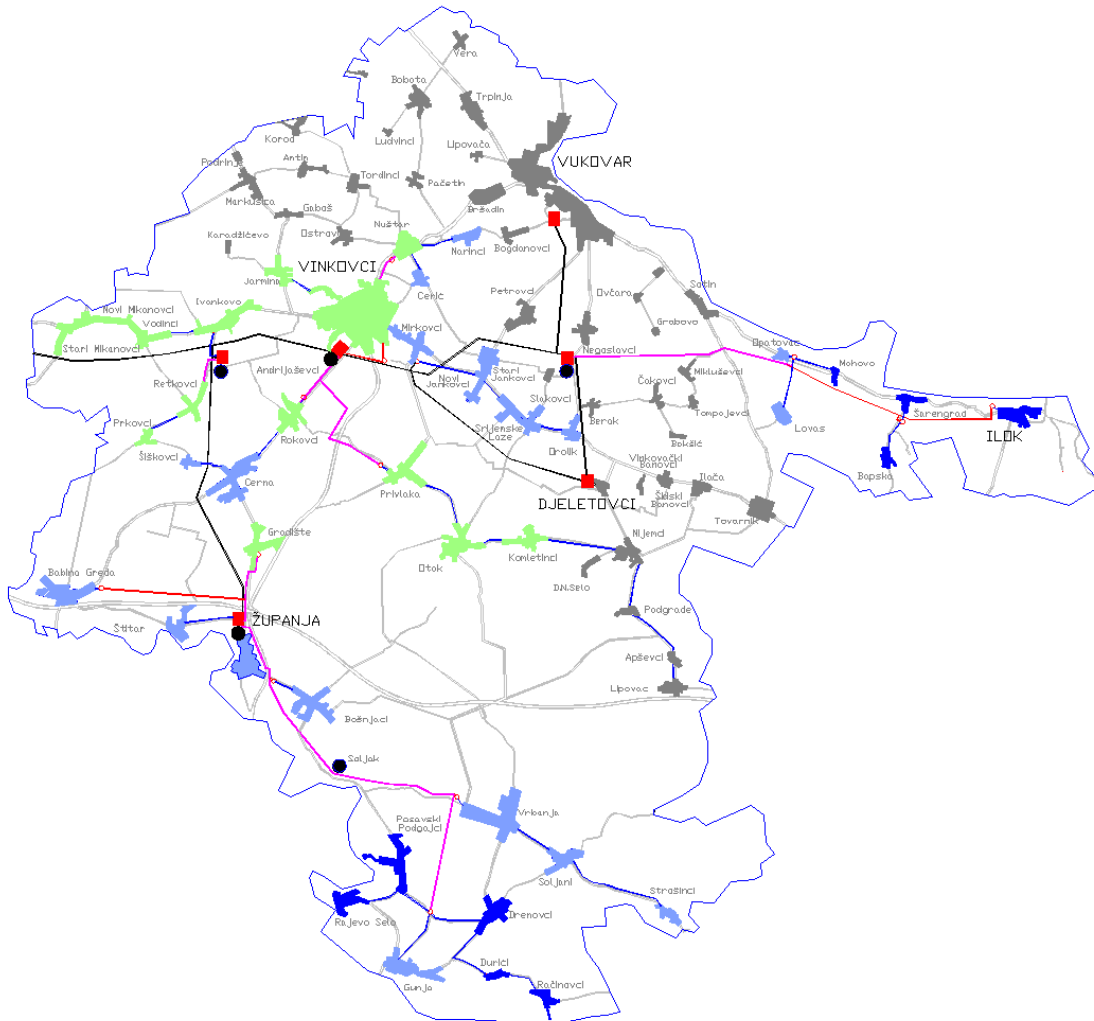 Vera
Bobota
Trpinja
Ludvinci
Lipovača
Korođ
Antin
Podrinje
Tordinci
Pačetin
VUKOVAR
Markušica
Gabaš
Bršadin
Nuštar
Ostrovo
Bogdanovci
Karadžićevo
Marinci
VINKOVCI
Jarmina
Cerić
Petrovci
Ovčara
Sotin
Ivankovo
Novi Mikanovci
Vodinci
Mirkovci
Grabovo
Stari Mikanovci
Negoslavci
Opatovac
Mohovo
Andrijaševci
Stari
Jankovci
Novi
Jankovci
Mikluševci
Retkovci
Čakovci
Slakovci
Šarengrad
ILOK
Prkovci
Rokovci
Berak
Tompojevci
Lovas
Srijemske
Laze
Orolik
Bokšić
Šiškovci
Vinkovački
Banovci
Ilača
Bapska
Cerna
Privlaka
Šidski
Banovci
DJELETOVCI
Tovarnik
Gradište
Nijemci
Otok
Komletinci
Babina Greda
D.N.Selo
Podgrađe
ŽUPANJA
Štitar
Apševci
Lipovac
Bošnjaci
Soljak
Posavski
Podgajci
Vrbanja
Soljani
Strošinci
Rajevo Selo
Drenovci
Đurići
Gunja
Račinovci